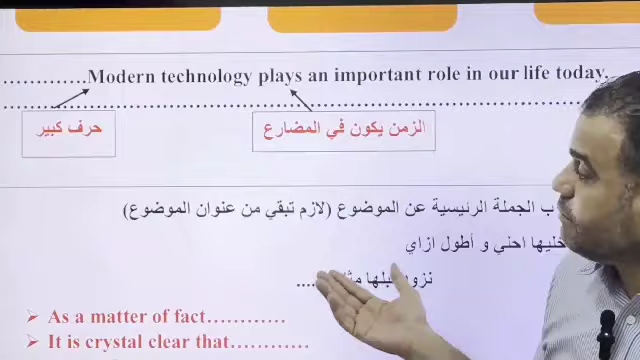 ............Modern technology plays an important role in our life today.
حرف كبير
الزمن يكون في المضارع
ب الجملة الرئيسية عن الموضوع (لازم تبقي من عنوان الموضوع)
خليها احني و أطول ازاي
نزود قبلها
....
➢ As a matter of fact............
➢ It is crystal clear that............